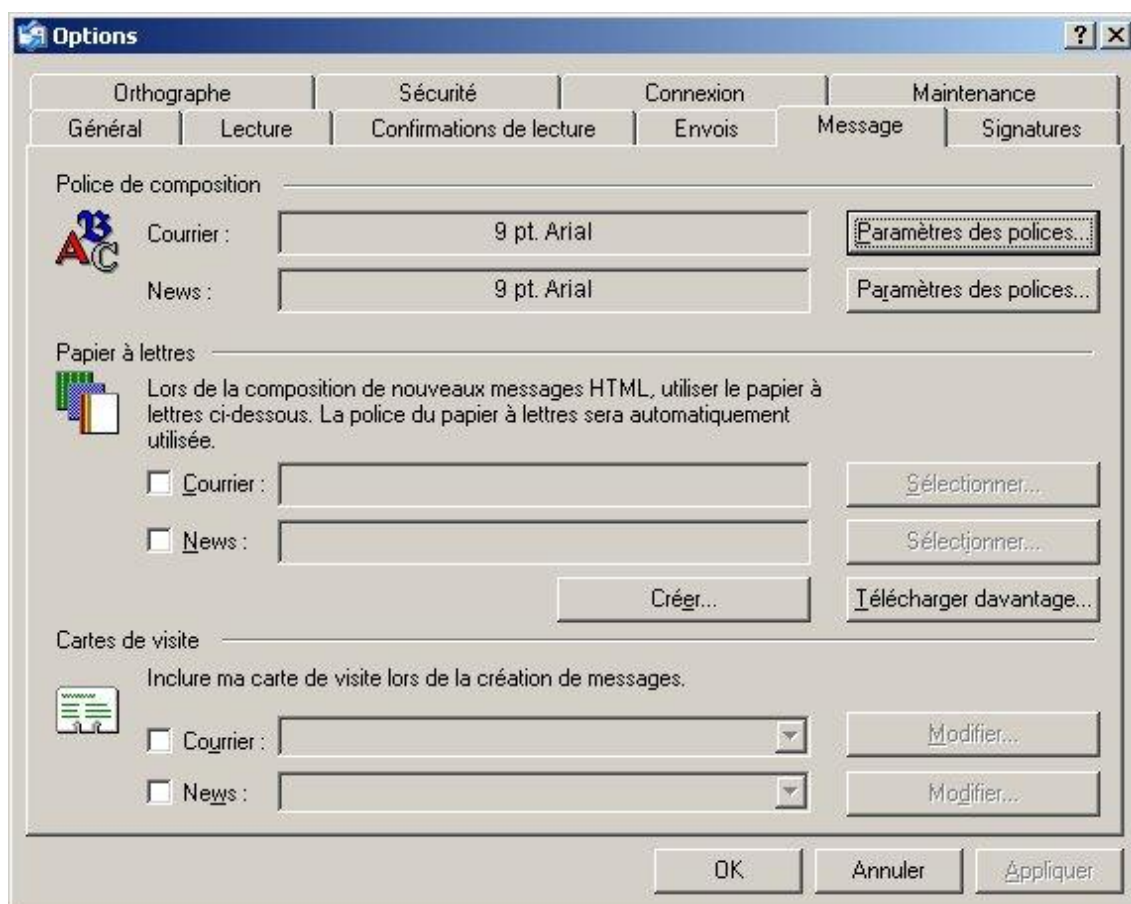 Options
Orthographe Sécurité Connexion Maintenance
Général Lecture Confirmations de lecture Envois Message Signatures
Police de composition
Courrier : 9 pt. Arial Paramètres des polices...
News : 9 pt. Arial Paramètres des polices...
Papier à lettres
Lors de la composition de nouveaux messages HTML, utiliser le papier à
lettres ci-dessous. La police du papier à lettres sera automatiquement
utilisée.
Courrier : Sélectionner...
News : Sélectionner...
Créer... Télécharger davantage...
Cartes de visite
Inclure ma carte de visite lors de la création de messages.
Courrier : Modifier...
News : Modifier...
OK Annuler Appliquer